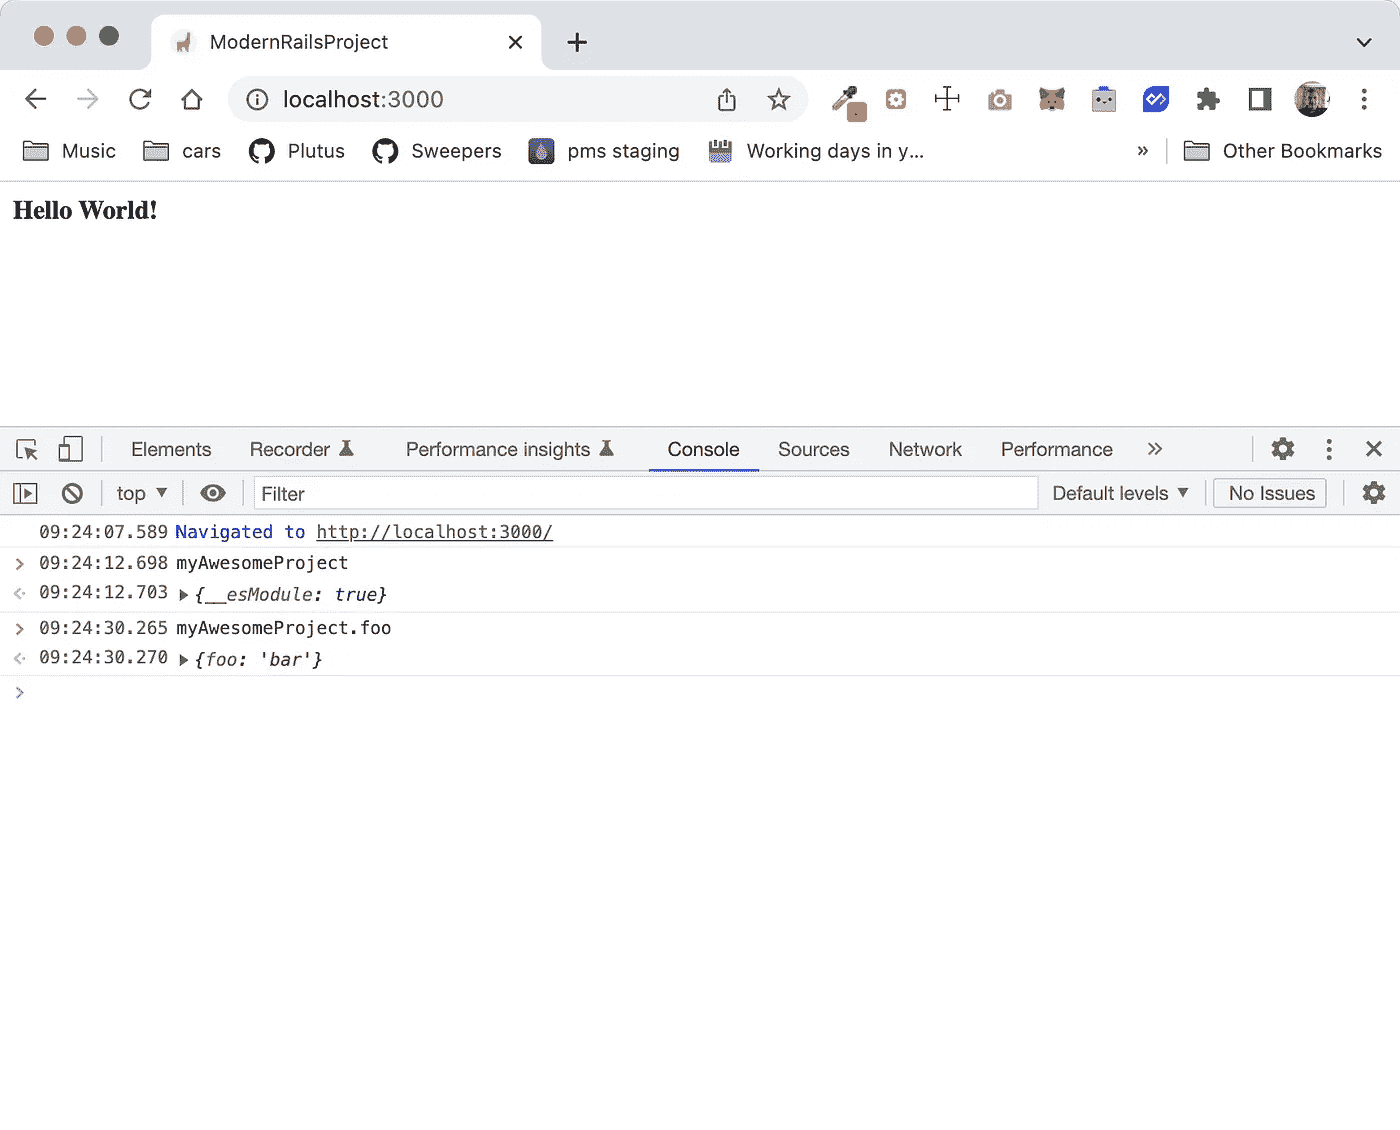 ModernRailsProject
localhost:3000
Music cars Plutus Sweepers pms staging Working days in y... » Other Bookmarks
Hello World!
Elements Recorder Performance insights Console Sources Network Performance »
top ▼ Filter Default levels ▼ No Issues
09:24:07.589 Navigated to http://localhost:3000/
> 09:24:12.698 myAwesomeProject
09:24:12.703 ▶{__esModule: true}
> 09:24:30.265 myAwesomeProject.foo
09:24:30.270 ▶{foo: 'bar'}
>